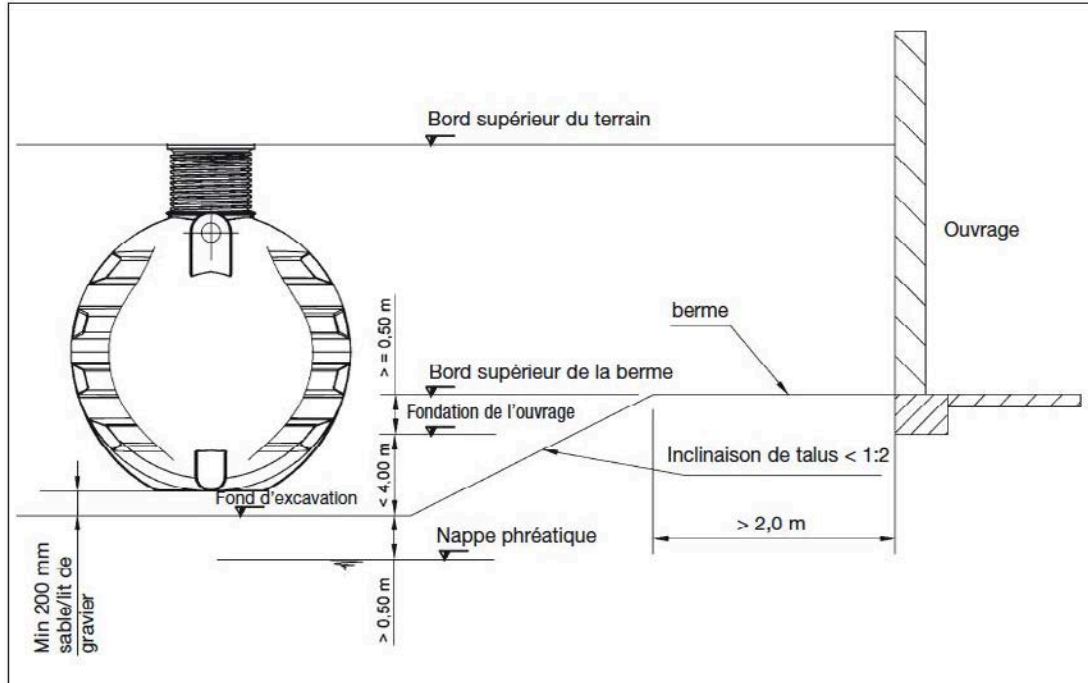 Bord supérieur du terrain
Ouvrage
berme
> = 0,50 m
Bord supérieur de la berme
Fondation de l'ouvrage
Inclinaison de talus < 1:2
< 4.00 m
Fond d'excavation
> 2,0 m
Nappe phréatique
> 0,50 m
Min 200 mm
sable/lit de
gravier